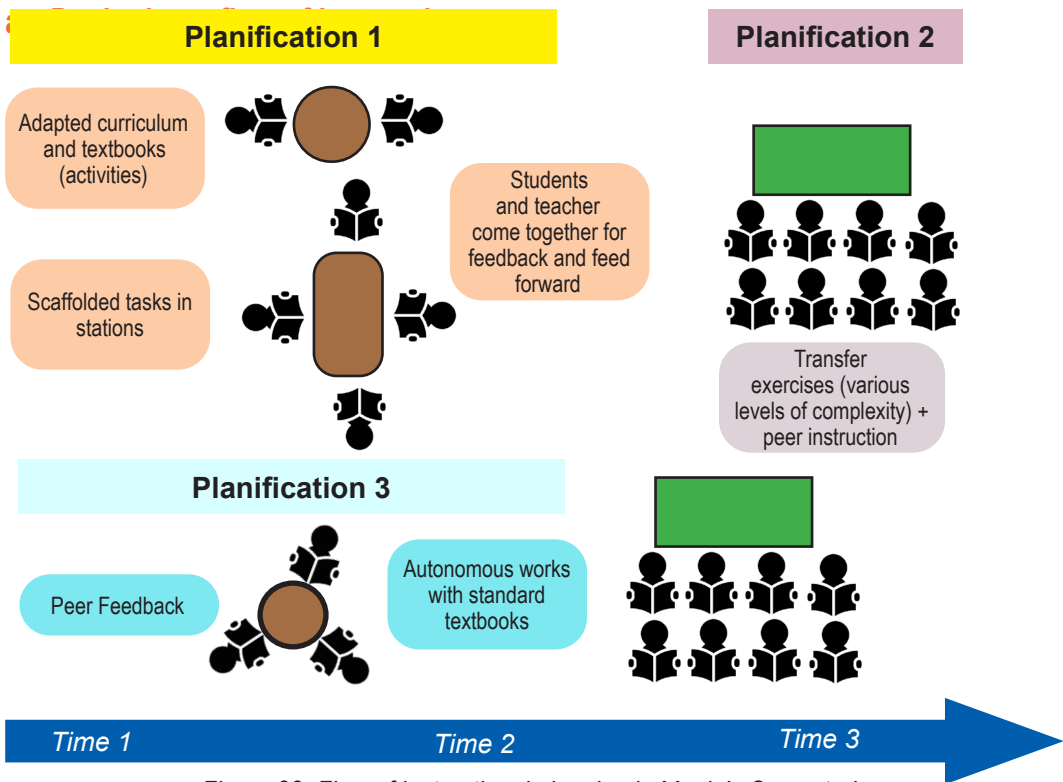 Planification 1
Planification 2
Adapted curriculum
and textbooks
(activities)
Students
and teacher
come together for
feedback and feed
forward
Scaffolded tasks in
stations
Transfer
exercises (various
levels of complexity) +
peer instruction
Planification 3
Peer Feedback
Autonomous works
with standard
textbooks
Time 1
Time 2
Time 3